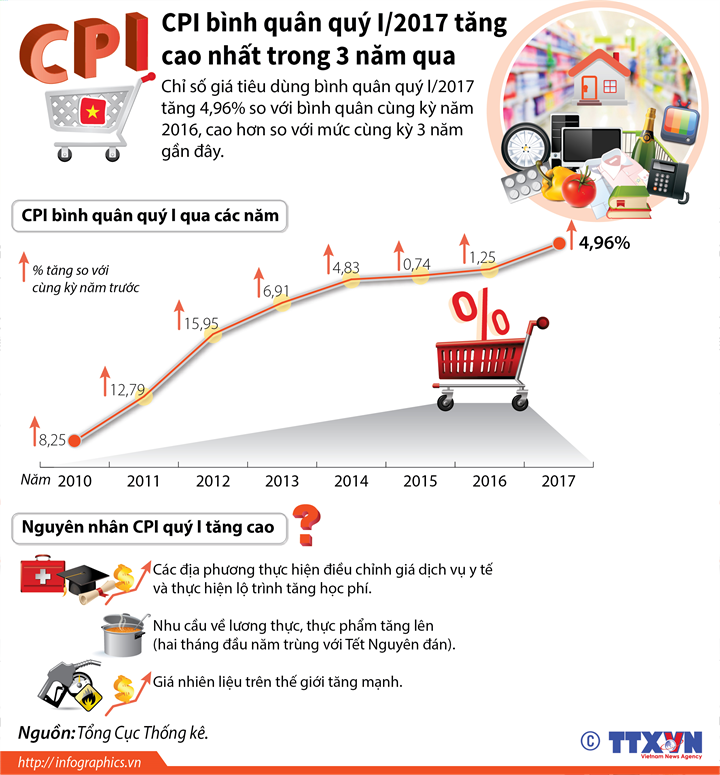 CPI
CPI bình quân quý I/2017 tăng
cao nhất trong 3 năm qua
Chỉ số giá tiêu dùng bình quân quý I/2017
tăng 4,96% so với bình quân cùng kỳ năm
2016, cao hơn so với mức cùng kỳ 3 năm
gần đây.
CPI bình quân quý I qua các năm
% tăng so với
cùng kỳ năm trước
8,25
12,79
15,95
6,91
4,83
0,74
1,25
4,96%
%
Năm 2010 2011 2012 2013 2014 2015 2016 2017
Nguyên nhân CPI quý I tăng cao
?
Các địa phương thực hiện điều chỉnh giá dịch vụ y tế
và thực hiện lộ trình tăng học phí.
Nhu cầu về lương thực, thực phẩm tăng lên
(hai tháng đầu năm trùng với Tết Nguyên đán).
Giá nhiên liệu trên thế giới tăng mạnh.
Nguồn: Tổng Cục Thống kê.
© TTXVN
Vietnam News Agency
http://infographics.vn